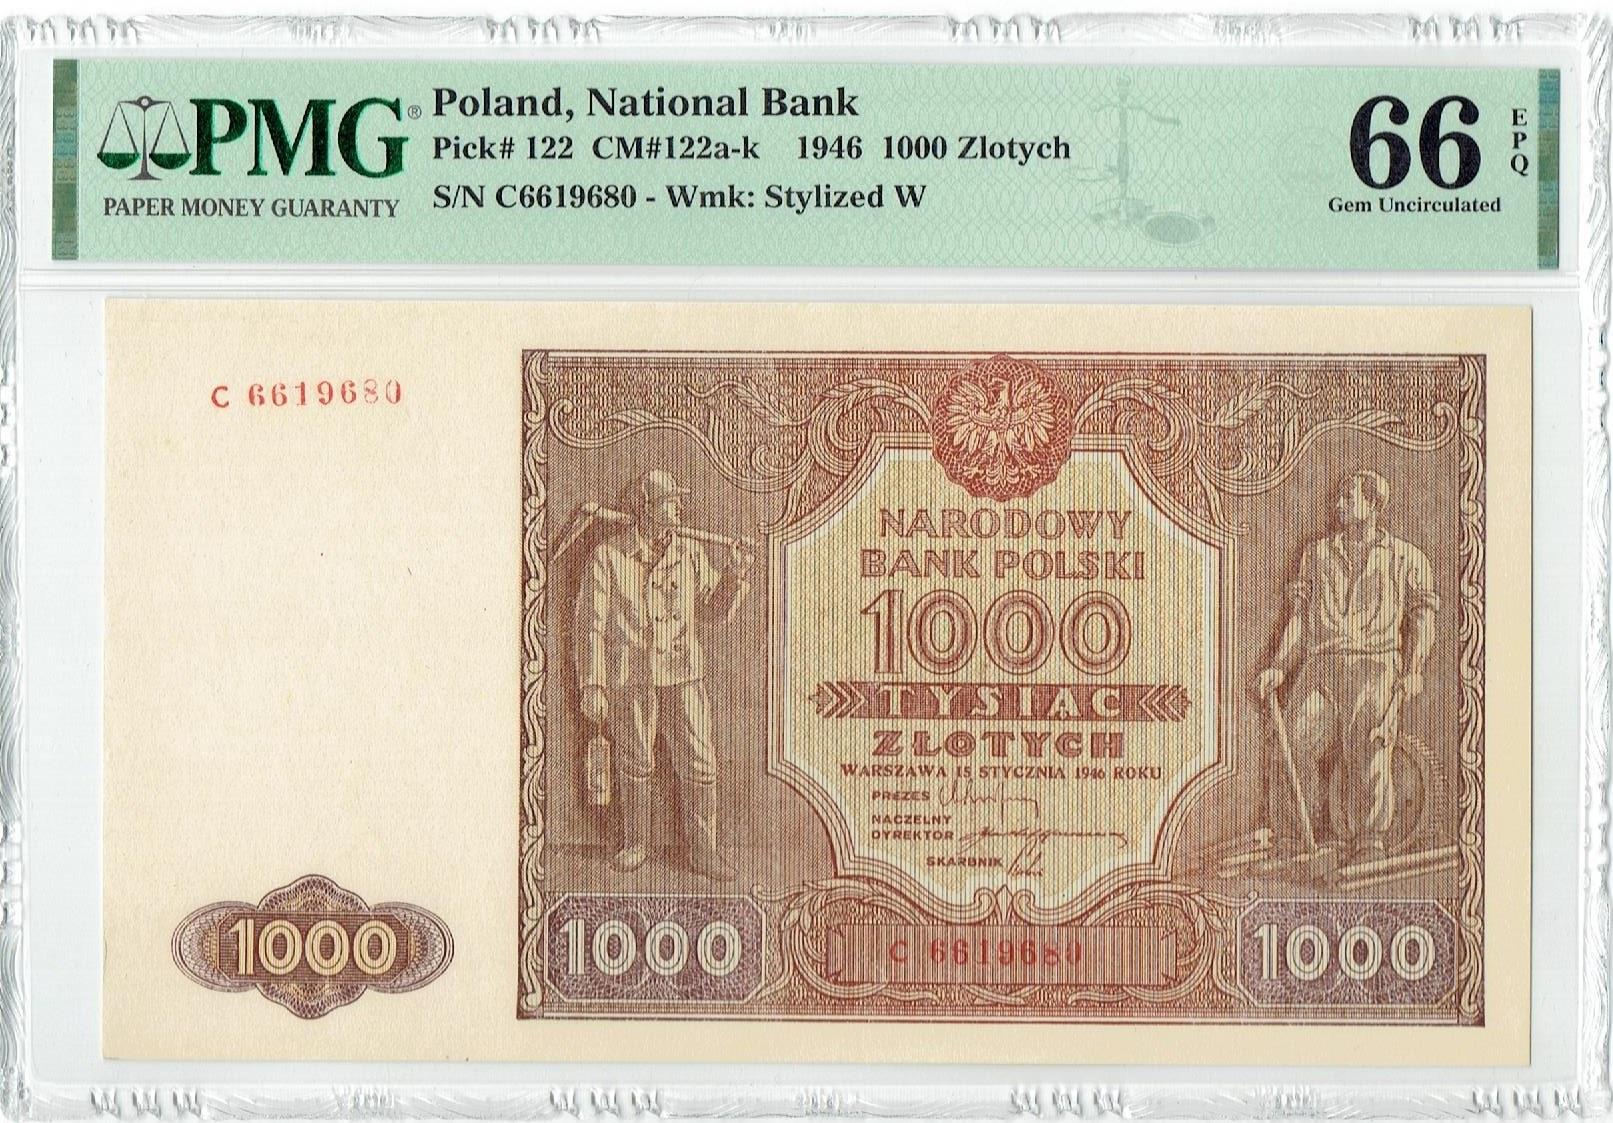 PMG®
PAPER MONEY GUARANTY
Poland, National Bank
Pick# 122 CM#122a-k 1946 1000 Zlotych
S/N C6619680 - Wmk: Stylized W
66 EPQ
Gem Uncirculated
C 6619680
NARODOWY
BANK POLSKI
1000
TYSIĄC
ZŁOTYCH
WARSZAWA 15 STYCZNIA 1946 ROKU
PREZES
NACZELNY
DYREKTOR
SKARBNIK
1000
1000
C 6619680
1000